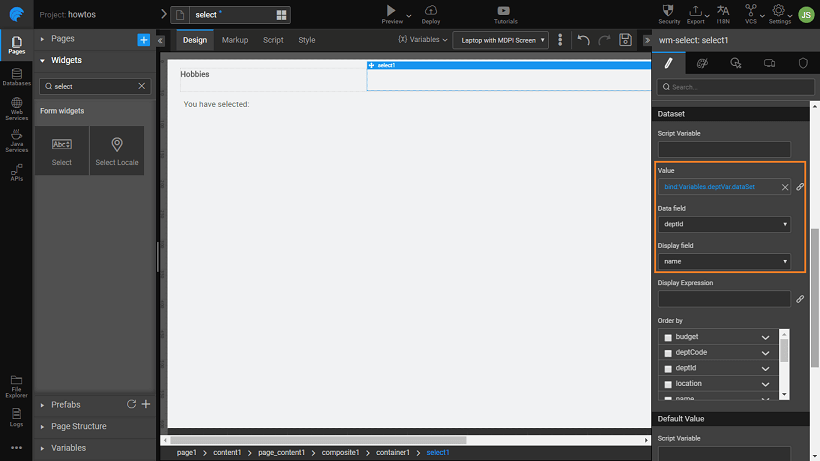 Project: howtos
select *
Preview
Deploy
Tutorials
Security
Export
I18N
VCS
Settings
JS
Pages
Databases
Web Services
Java Services
APIs
File Explorer
Logs
Pages
Widgets
select
Form widgets
Abc
Select
Select Locale
Prefabs
Page Structure
Variables
Design
Markup
Script
Style
{x} Variables
Laptop with MDPI Screen
select1
Hobbies
You have selected:
page1 > content1 > page_content1 > composite1 > container1 > select1
wm-select: select1
Search...
Dataset
Script Variable
Value
bind:Variables.deptVar.dataSet
Data field
deptId
Display field
name
Display Expression
Order by
budget
deptCode
deptId
location
name
Default Value
Script Variable